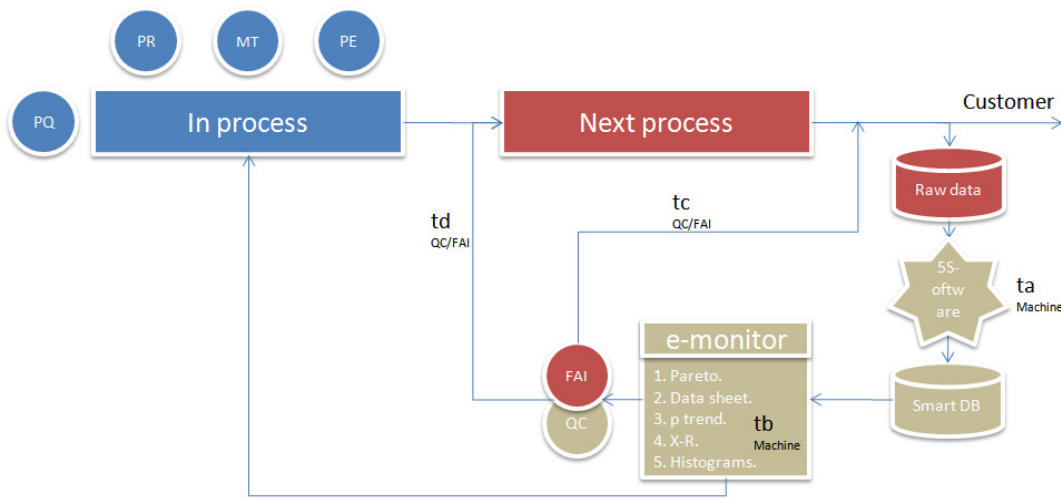 PR
MT
PE
PQ
In process
Next process
Customer
Raw data
td
QC/FAI
tc
QC/FAI
5S-
oftw
are
ta
Machine
e-monitor
1. Pareto.
2. Data sheet.
3. p trend.
4. X-R.
5. Histograms.
tb
Machine
FAI
QC
Smart DB